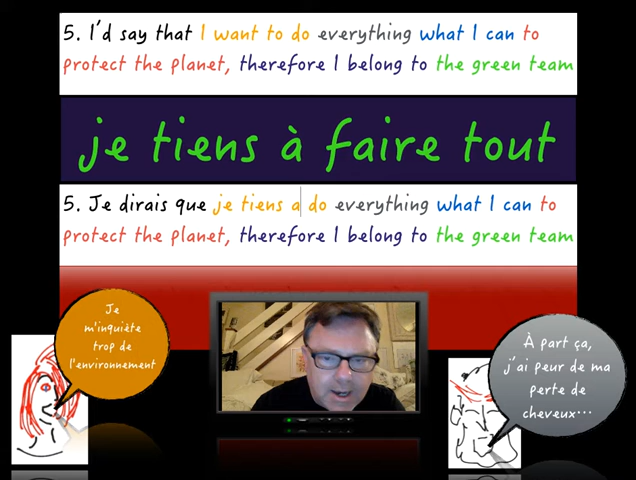 5. I'd say that I want to do everything what I can to
protect the planet, therefore I belong to the green team
je tiens à faire tout
5. Je dirais que je tiens a do everything what I can to
protect the planet, therefore I belong to the green team
Je
m'inquiète
trop de
l'environnement
À part ça,
j'ai peur de ma
perte de
cheveux...